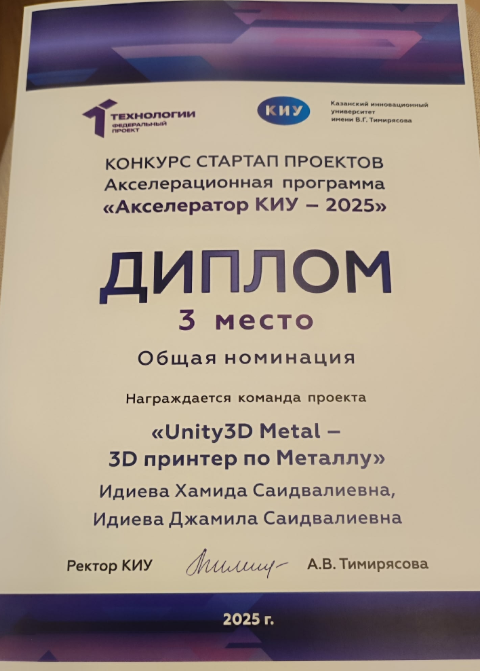 ТЕХНОЛОГИИ
ФЕДЕРАЛЬНЫЙ
ПРОЕКТ
КИУ
Казанский инновационный
университет
имени В.Г. Тимирясова
КОНКУРС СТАРТАП ПРОЕКТОВ
Акселерационная программа
«Акселератор КИУ – 2025»
ДИПЛОМ
3 место
Общая номинация
Награждается команда проекта
«Unity3D Metal –
3D принтер по Металлу»
Идиева Хамида Саидвалиевна,
Идиева Джамила Саидвалиевна
Ректор КИУ
А.В. Тимирясова
2025 г.